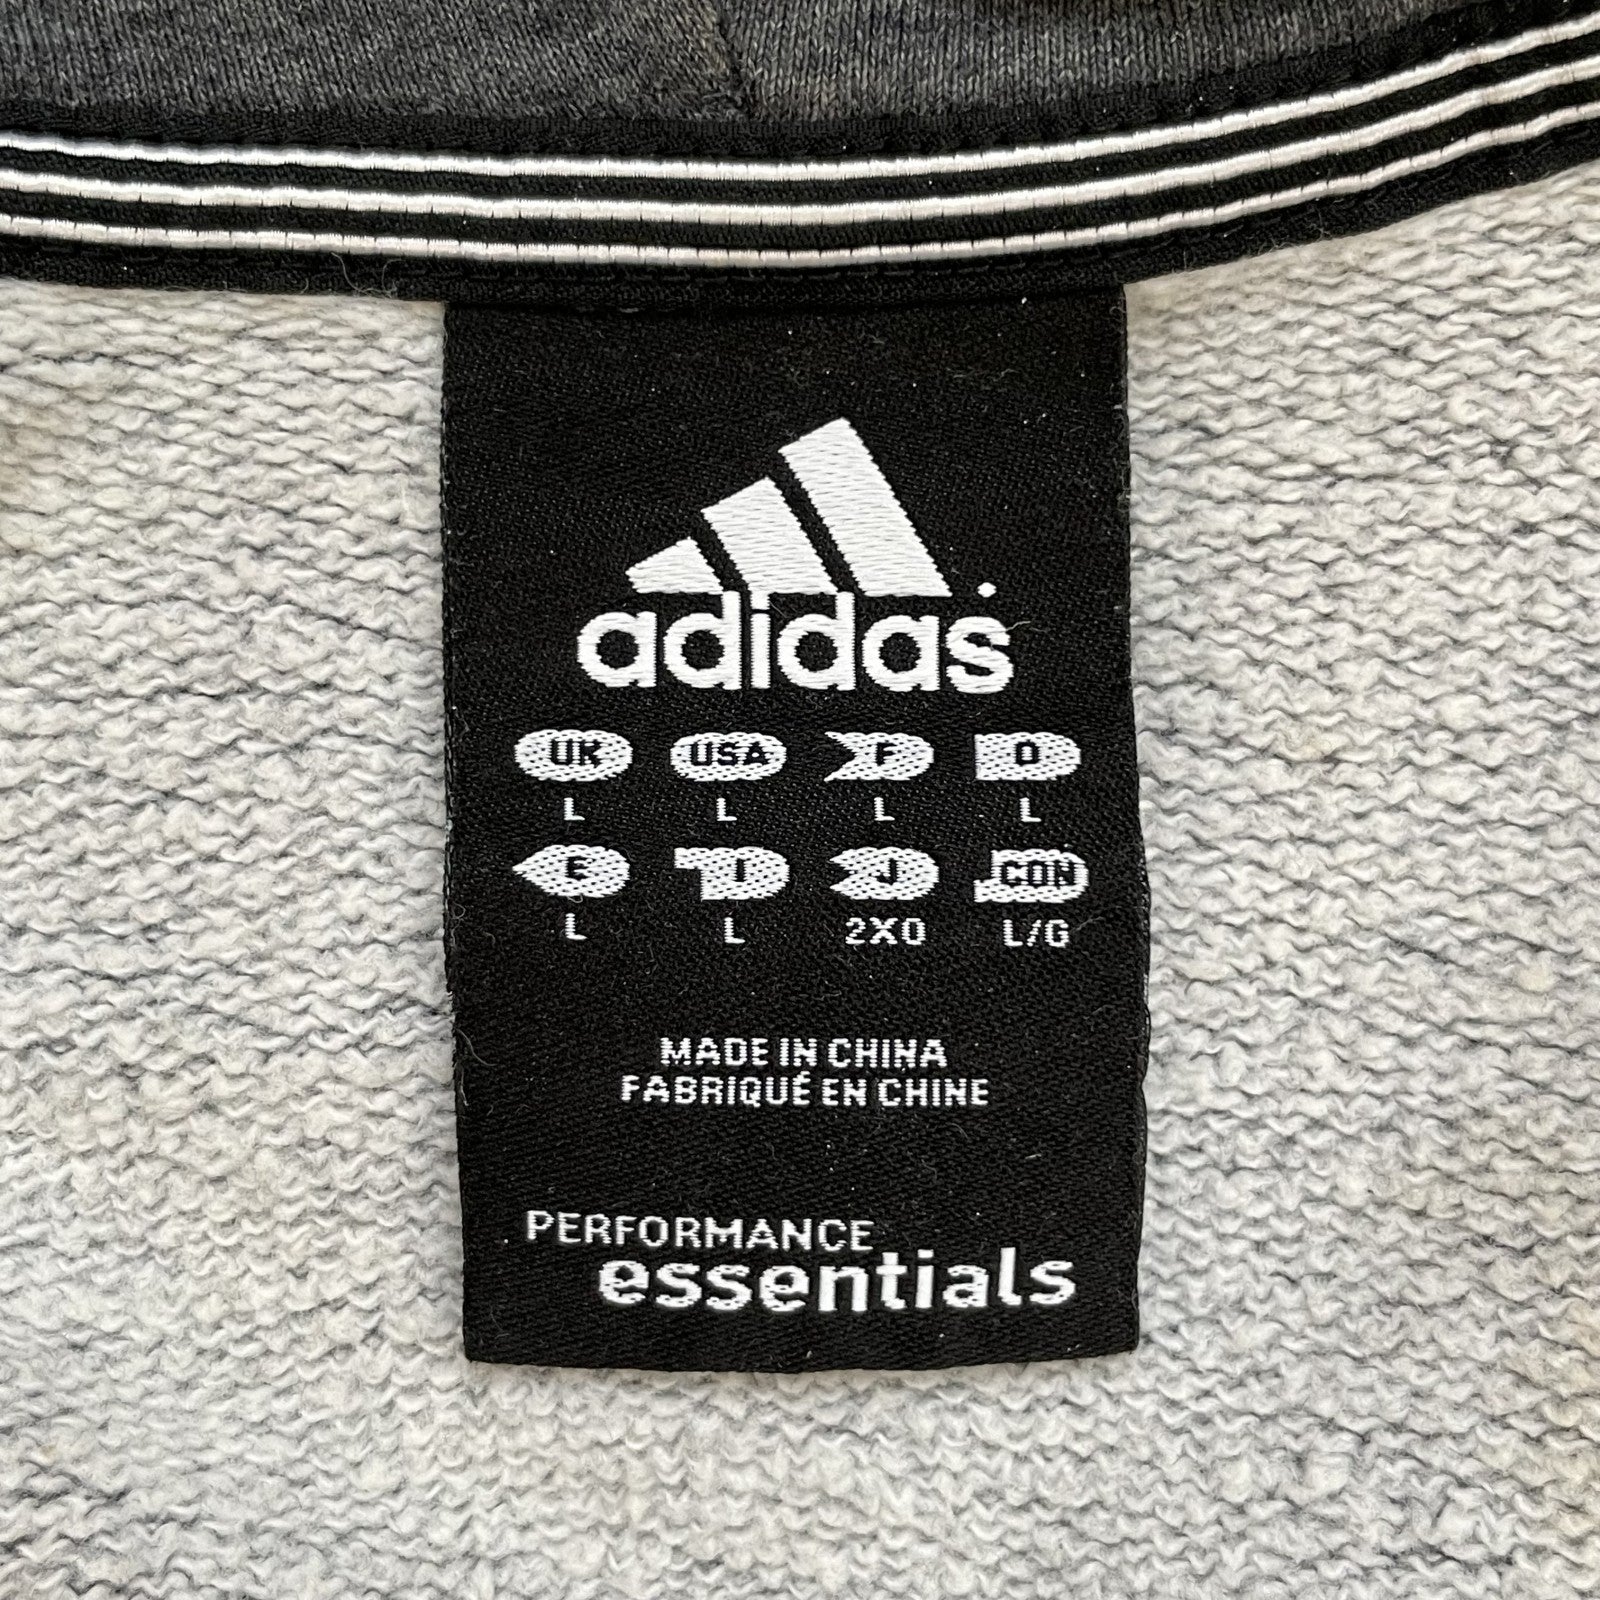 adidas
UK USA F D
L L L L
E I J CON
L L 2XO L/G
MADE IN CHINA
FABRIQUÉ EN CHINE
PERFORMANCE
essentials